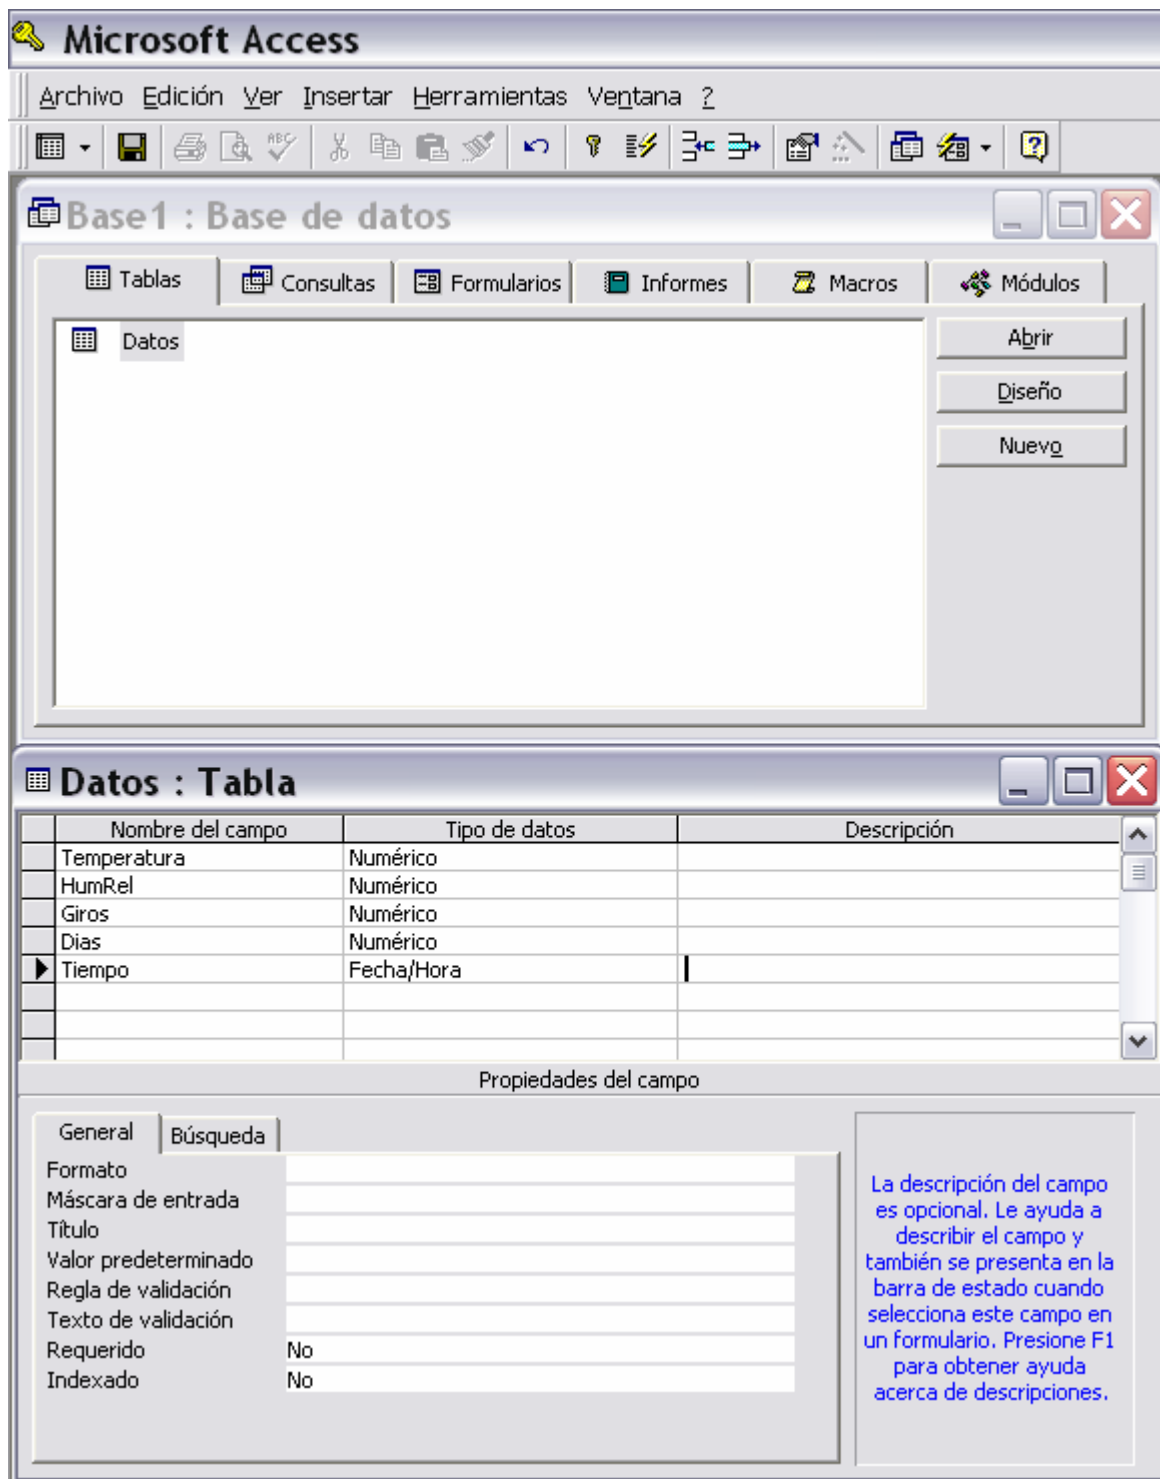 Microsoft Access
Archivo Edición Ver Insertar Herramientas Ventana ?
ABC
Base1 : Base de datos
Tablas Consultas Formularios Informes Macros Módulos
Datos
Abrir
Diseño
Nuevo
Datos : Tabla
Nombre del campo Tipo de datos Descripción
Temperatura Numérico
HumRel Numérico
Giros Numérico
Dias Numérico
Tiempo Fecha/Hora
Propiedades del campo
General Búsqueda
Formato
Máscara de entrada
Título
Valor predeterminado
Regla de validación
Texto de validación
Requerido No
Indexado No
La descripción del campo
es opcional. Le ayuda a
describir el campo y
también se presenta en la
barra de estado cuando
selecciona este campo en
un formulario. Presione F1
para obtener ayuda
acerca de descripciones.